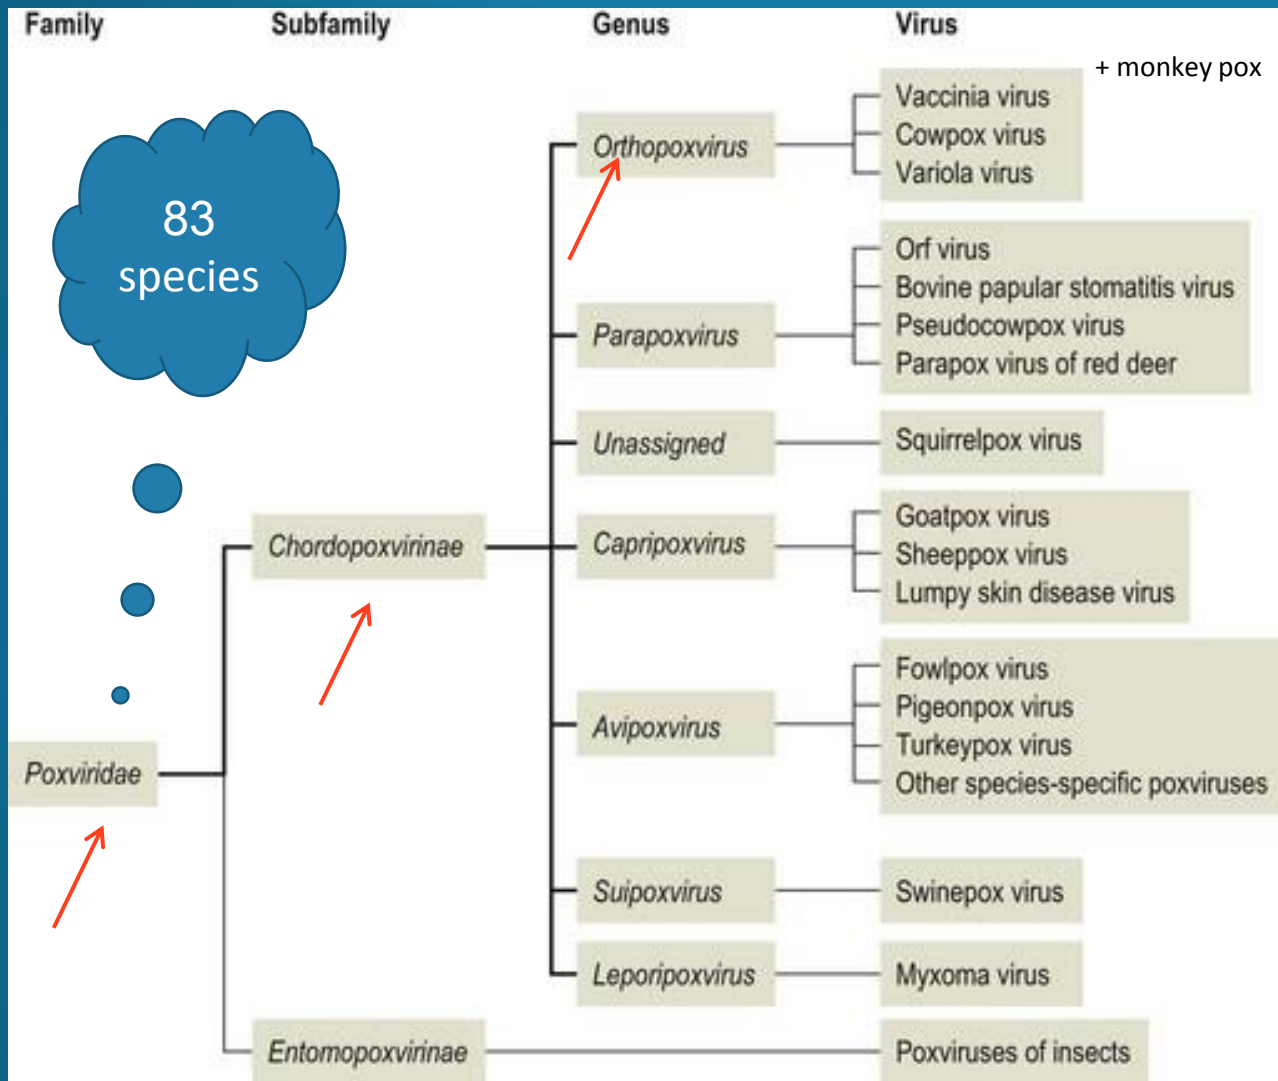 Family
Subfamily
Genus
Virus
+ monkey pox
83
species
Poxviridae
Chordopoxvirinae
Entomopoxvirinae
Orthopoxvirus
Vaccinia virus
Cowpox virus
Variola virus
Parapoxvirus
Orf virus
Bovine papular stomatitis virus
Pseudocowpox virus
Parapox virus of red deer
Unassigned
Squirrelpox virus
Capripoxvirus
Goatpox virus
Sheeppox virus
Lumpy skin disease virus
Avipoxvirus
Fowlpox virus
Pigeonpox virus
Turkeypox virus
Other species-specific poxviruses
Suipoxvirus
Swinepox virus
Leporipoxvirus
Myxoma virus
Poxviruses of insects